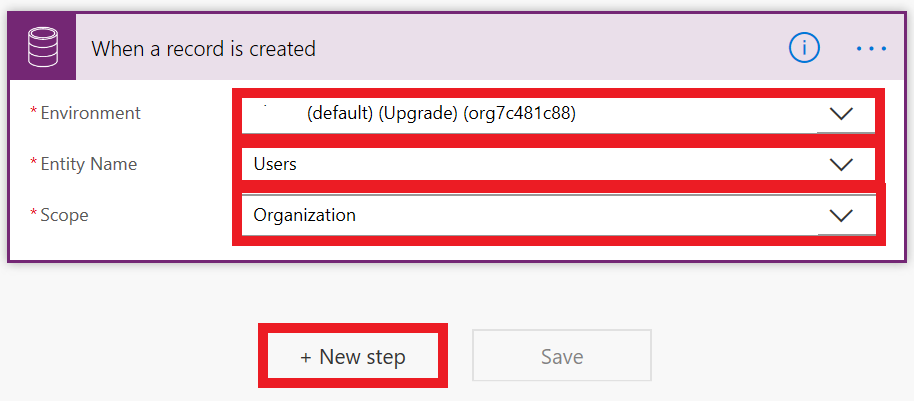 When a record is created
* Environment (default) (Upgrade) (org7c481c88)
* Entity Name Users
* Scope Organization
+ New step Save